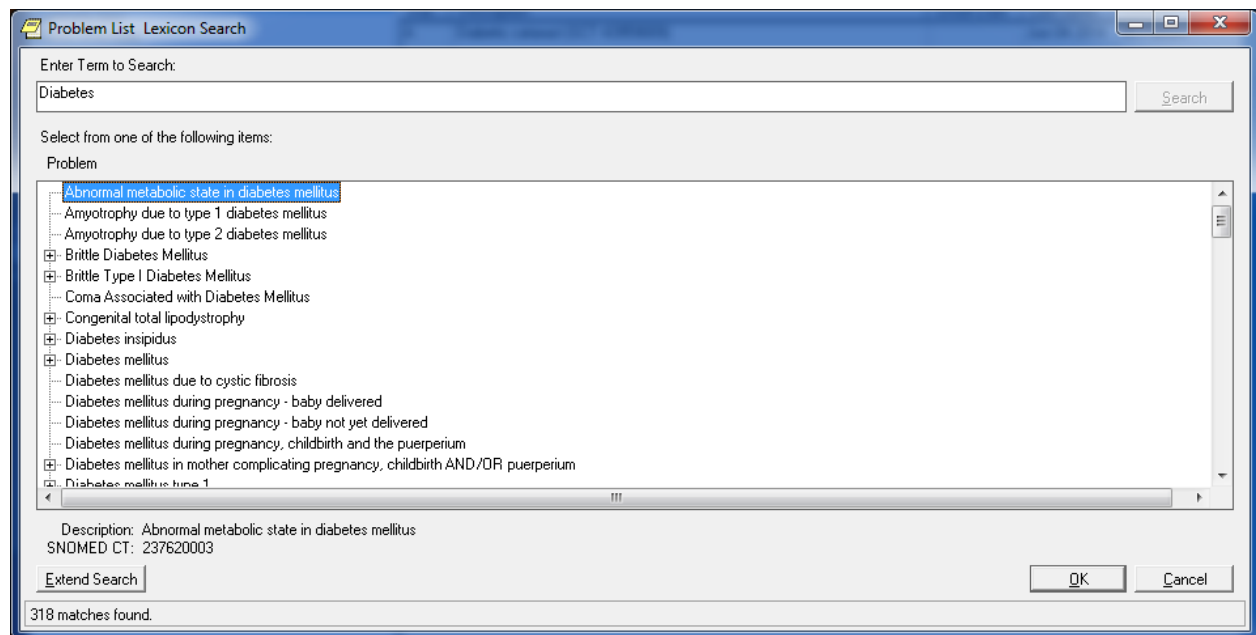 Problem List Lexicon Search
Enter Term to Search:
Diabetes
Search
Select from one of the following items:
Problem
Abnormal metabolic state in diabetes mellitus
Amyotrophy due to type 1 diabetes mellitus
Amyotrophy due to type 2 diabetes mellitus
Brittle Diabetes Mellitus
Brittle Type I Diabetes Mellitus
Coma Associated with Diabetes Mellitus
Congenital total lipodystrophy
Diabetes insipidus
Diabetes mellitus
Diabetes mellitus due to cystic fibrosis
Diabetes mellitus during pregnancy - baby delivered
Diabetes mellitus during pregnancy - baby not yet delivered
Diabetes mellitus during pregnancy, childbirth and the puerperium
Diabetes mellitus in mother complicating pregnancy, childbirth AND/OR puerperium
Diabetes mellitus type 1
Description: Abnormal metabolic state in diabetes mellitus
SNOMED CT: 237620003
Extend Search OK Cancel
318 matches found.